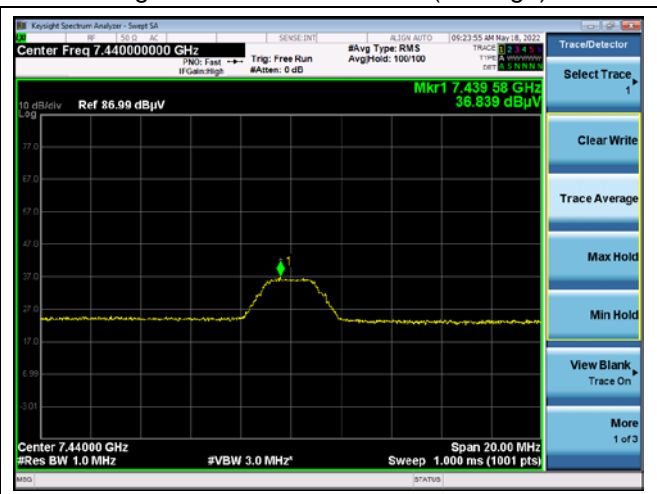 Keysight Spectrum Analyzer - Swept SA
RF 50 Ω AC SENSE:INT ALIGN AUTO 09:23:55 AM May 18, 2022
Center Freq 7.440000000 GHz
PNO: Fast
IFGain:High
Trig: Free Run
#Atten: 0 dB
#Avg Type: RMS
Avg|Hold: 100/100
TRACE 1 2 3 4 5 6
TYPE A WWWWW
DET A S N N N N
Mkr1 7.439 58 GHz
36.839 dBµV
10 dB/div Ref 86.99 dBµV
Log
77.0
67.0
57.0
47.0
37.0
27.0
17.0
6.99
-3.01
1
Center 7.44000 GHz Span 20.00 MHz
#Res BW 1.0 MHz #VBW 3.0 MHz* Sweep 1.000 ms (1001 pts)
MSG STATUS
Trace/Detector
Select Trace
1
Clear Write
Trace Average
Max Hold
Min Hold
View Blank
Trace On
More
1 of 3